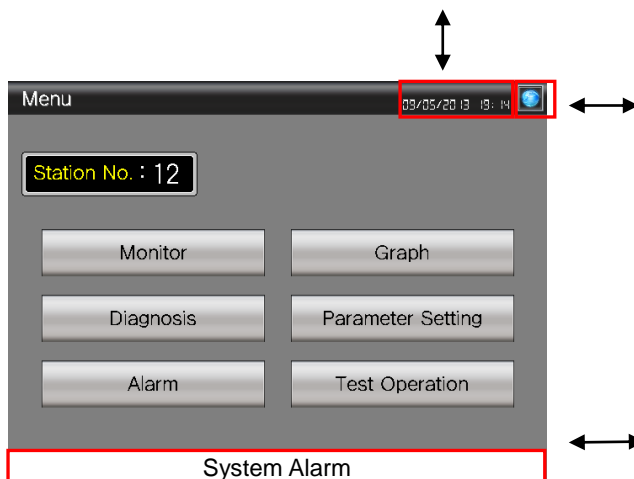 Menu
09/05/2013 19:14
Station No. : 12
Monitor
Graph
Diagnosis
Parameter Setting
Alarm
Test Operation
System Alarm